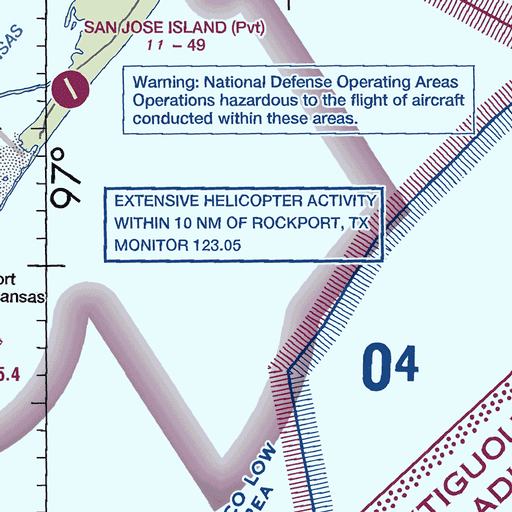 SAN JOSE ISLAND (Pvt)
11 – 49
Warning: National Defense Operating Areas
Operations hazardous to the flight of aircraft
conducted within these areas.
97°
EXTENSIVE HELICOPTER ACTIVITY
WITHIN 10 NM OF ROCKPORT, TX
MONITOR 123.05
ort
ansas
5.4
04
CO LOW
EA
TIGUOU
AD